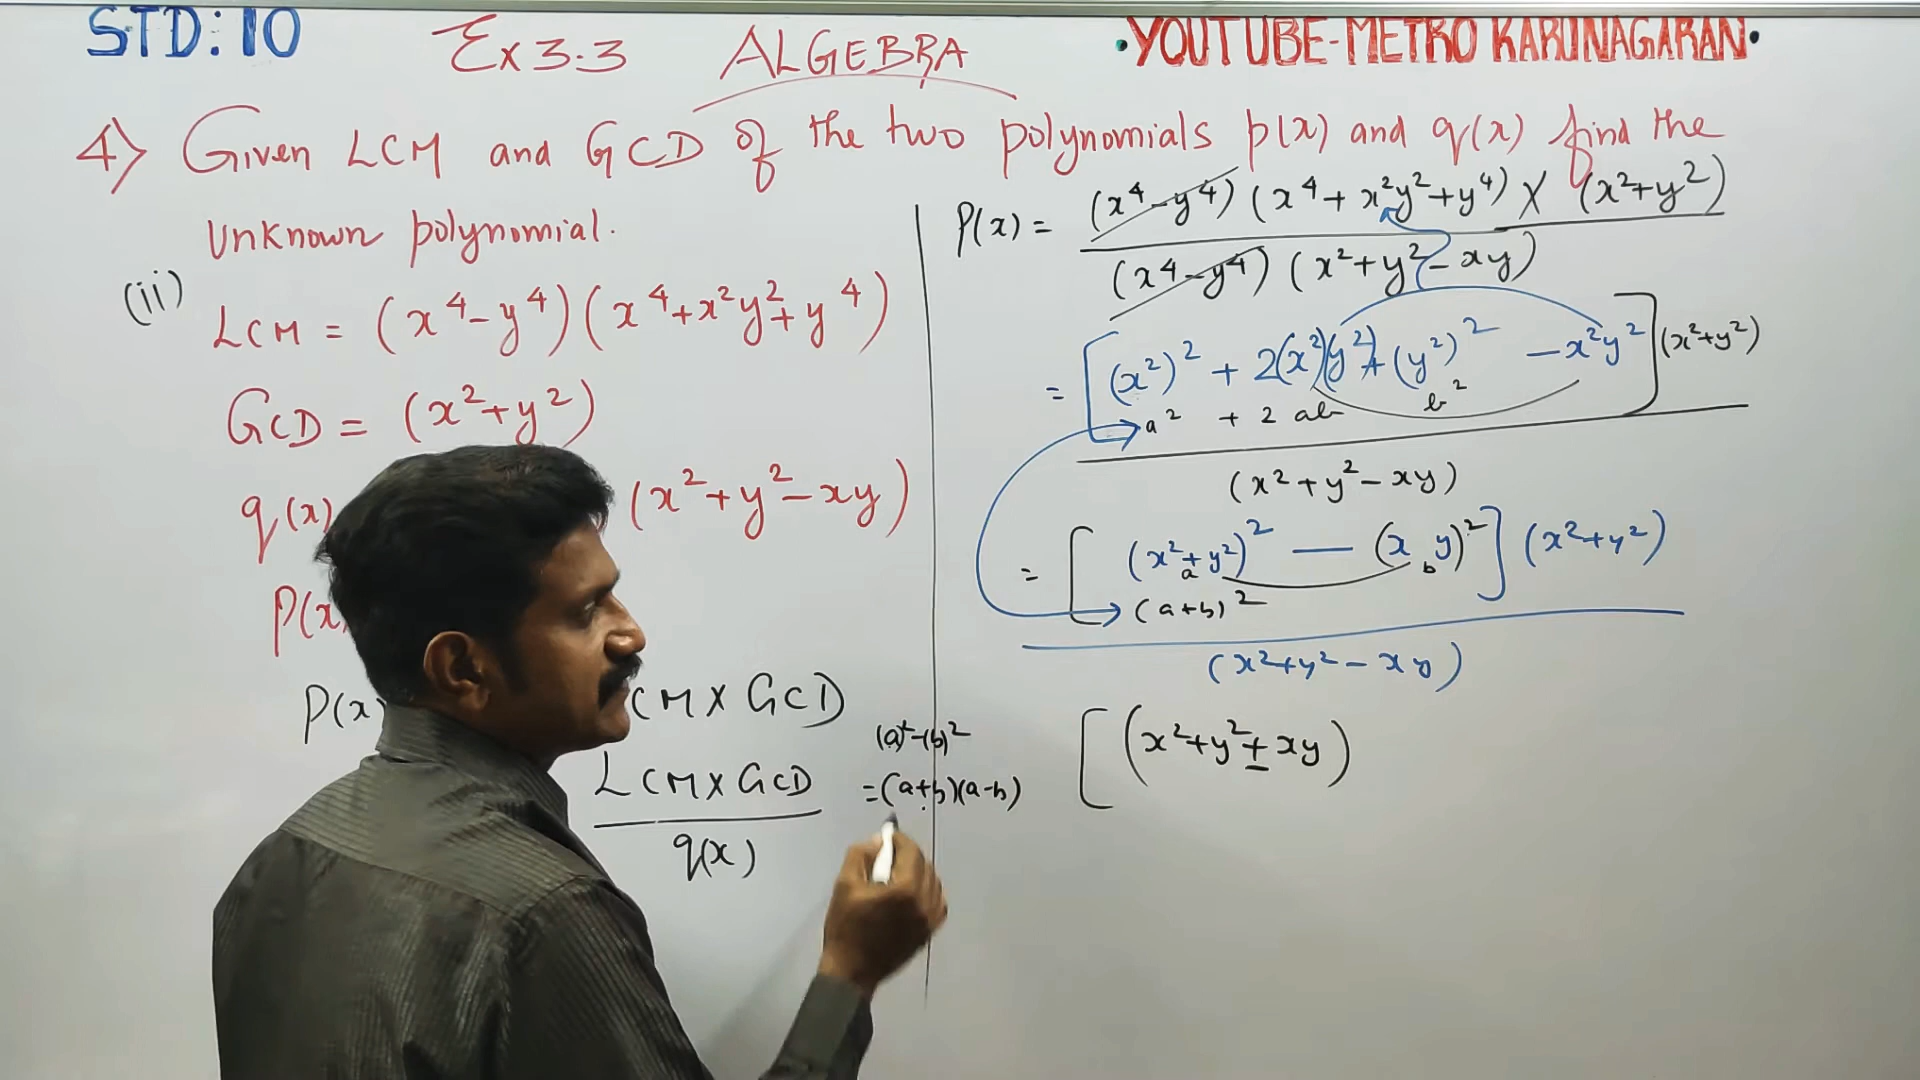 STD: 10 Ex 3.3 ALGEBRA •YOUTUBE-METRO KARUNAGARAN•
4) Given LCM and GCD of the two polynomials p(x) and q(x) find the
unknown polynomial.
(ii) LCM = (x⁴-y⁴)(x⁴+x²y²+y⁴)
GCD = (x²+y²)
q(x) (x²+y²-xy)
P(x
P(x) CM X GCD
LCM X GCD
q(x)
(a)²-(b)²
=(a+b)(a-b)
P(x) = (x⁴-y⁴)(x⁴+x²y²+y⁴) X (x²+y²)
(x⁴-y⁴)(x²+y²-xy)
= [(x²)²+2(x²)(y²)+(y²)² -x²y²](x²+y²)
a² + 2 ab b²
(x²+y²-xy)
= [(x²+y²)² — (x y)²](x²+y²)
a b
(a+b)²
(x²+y²-xy)
[(x²+y²+xy)